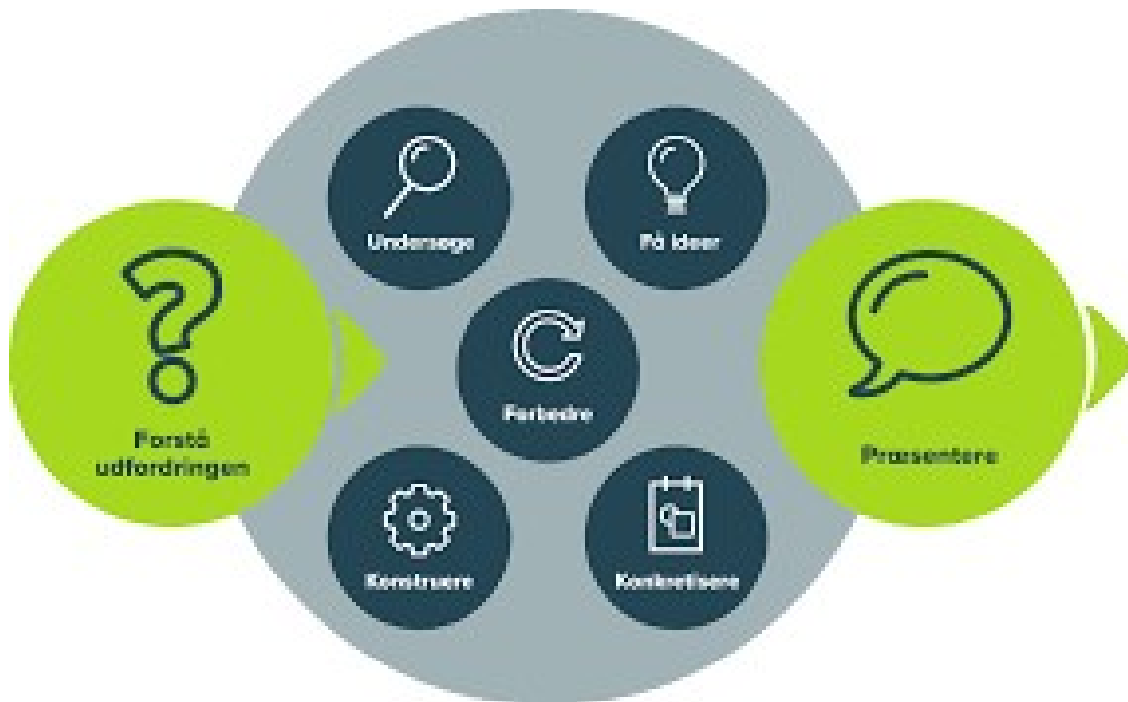 Forstå
udfordringen
Undersøge
Få ideer
Forbedre
Konstruere
Konkretisere
Præsentere